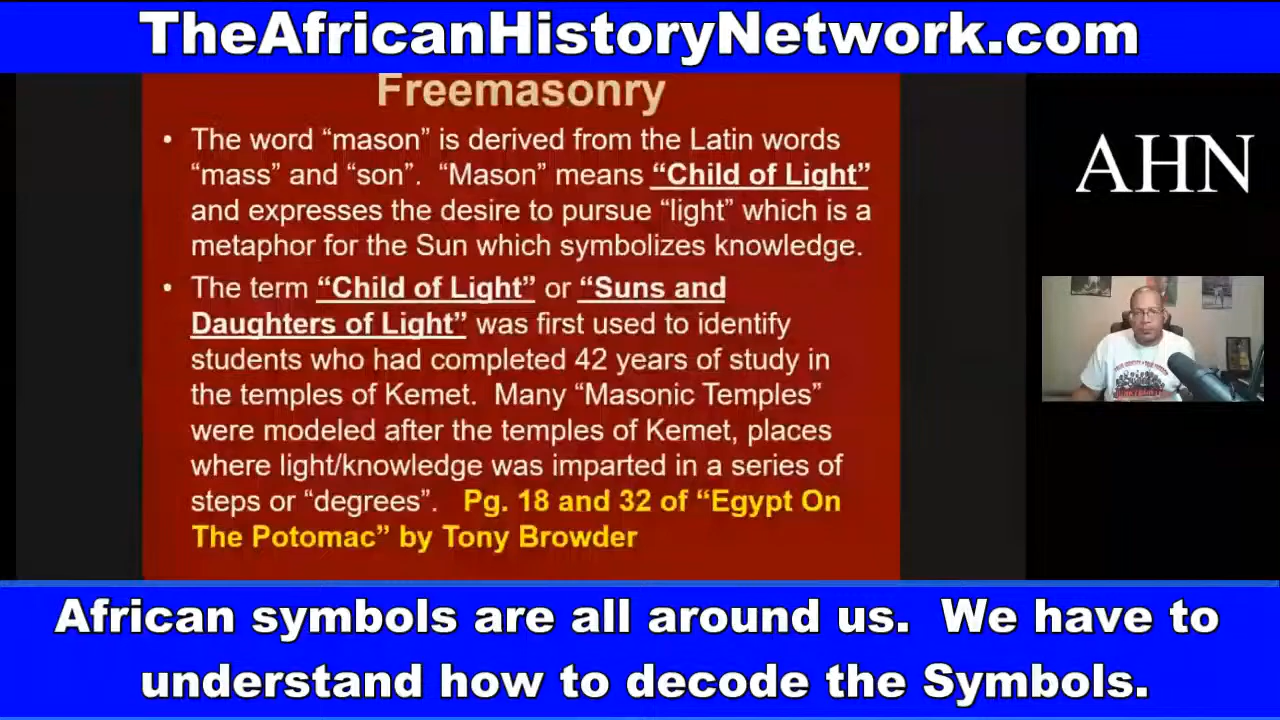 TheAfricanHistoryNetwork.com
Freemasonry
• The word “mason” is derived from the Latin words
“mass” and “son”. “Mason” means “Child of Light”
and expresses the desire to pursue “light” which is a
metaphor for the Sun which symbolizes knowledge.
• The term “Child of Light” or “Suns and
Daughters of Light” was first used to identify
students who had completed 42 years of study in
the temples of Kemet. Many “Masonic Temples”
were modeled after the temples of Kemet, places
where light/knowledge was imparted in a series of
steps or “degrees”. Pg. 18 and 32 of “Egypt On
The Potomac” by Tony Browder
AHN
African symbols are all around us. We have to
understand how to decode the Symbols.